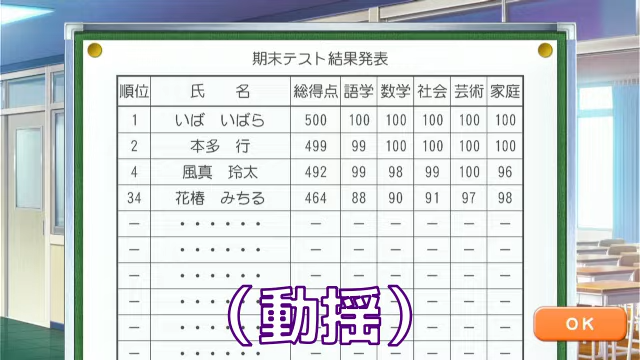 期末テスト結果発表
順位 氏 名 総得点 語学 数学 社会 芸術 家庭
1 いば いばら 500 100 100 100 100 100
2 本多 行 499 99 100 100 100 100
4 風真 玲太 492 99 98 99 100 96
34 花椿 みちる 464 88 90 91 97 98
－ ・・・・・・ － － － － － －
－ ・・・・・・ － － － － － －
－ ・・・・・・ － － － － － －
－ ・・・・・・ － － － － － －
－ ・・・・・・ － － － － － －
－ ・・・・・・ － － － － － －
（動揺）
OK